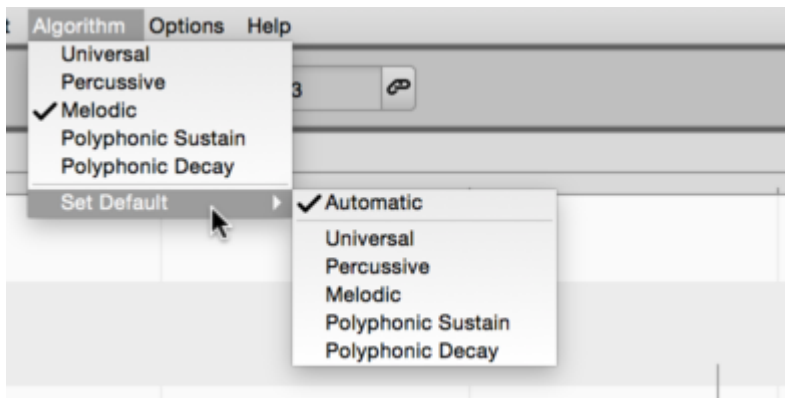 Algorithm Options Help
Universal
Percussive
3
Melodic
Polyphonic Sustain
Polyphonic Decay
Set Default
Automatic
Universal
Percussive
Melodic
Polyphonic Sustain
Polyphonic Decay